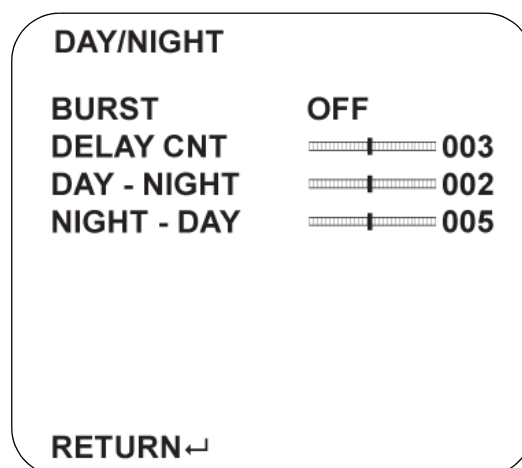 DAY/NIGHT
BURST OFF
DELAY CNT 003
DAY - NIGHT 002
NIGHT - DAY 005
RETURN↵